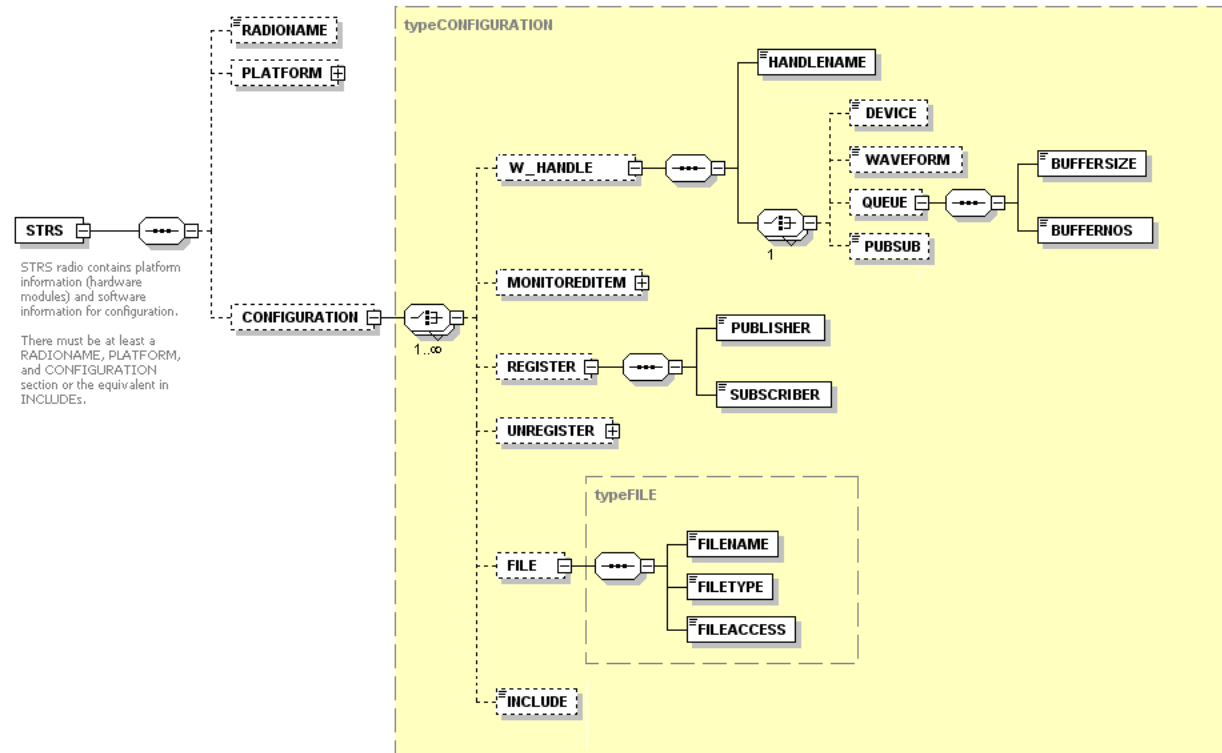 typeCONFIGURATION
RADIONAME
PLATFORM
HANDLENAME
DEVICE
W_HANDLE
WAVEFORM
BUFFERSIZE
QUEUE
STRS
BUFFERNOS
1
PUBSUB
STRS radio contains platform
information (hardware
modules) and software
information for configuration.
There must be at least a
RADIONAME, PLATFORM,
and CONFIGURATION
section or the equivalent in
INCLUDEs.
MONITOREDITEM
CONFIGURATION
1..∞
PUBLISHER
REGISTER
SUBSCRIBER
UNREGISTER
typeFILE
FILENAME
FILE
FILETYPE
FILEACCESS
INCLUDE